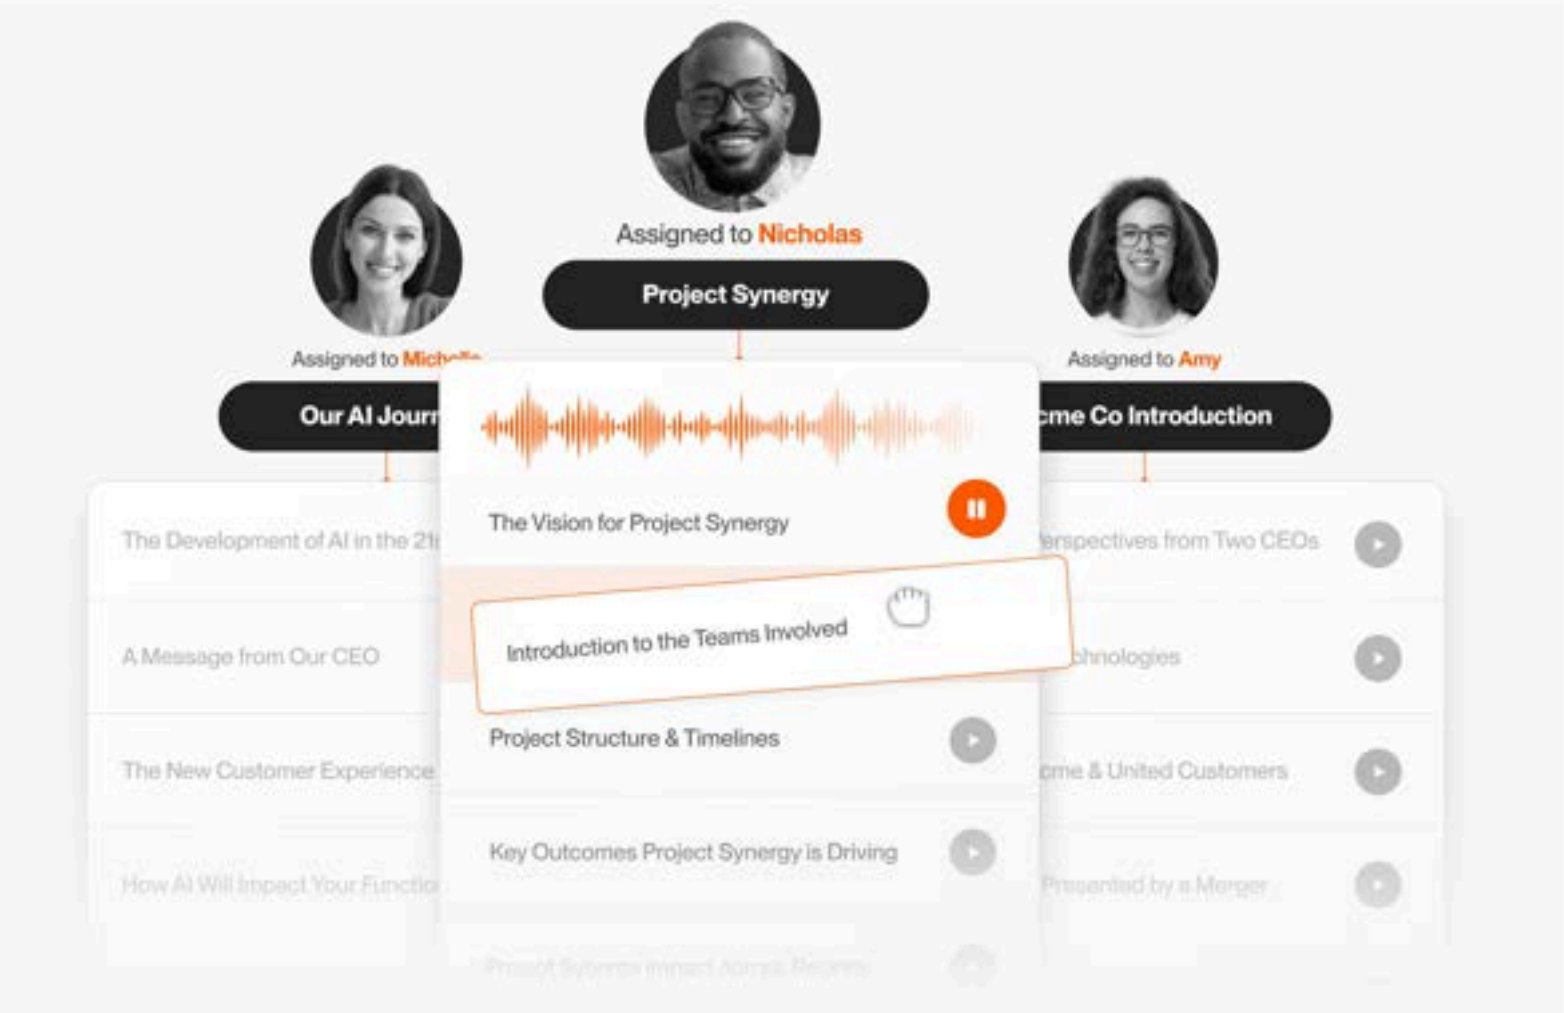 Assigned to Nicholas
Project Synergy
Assigned to
Our AI Journ
Assigned to Amy
cme Co Introduction
The Vision for Project Synergy
Introduction to the Teams Involved
Project Structure & Timelines
Key Outcomes Project Synergy is Driving
The Development of AI in the 21
A Message from Our CEO
The New Customer Experience
How AI Will Impact Your Functio
erspectives from Two CEOs
chnologies
cme & United Customers
Presented by a Merger